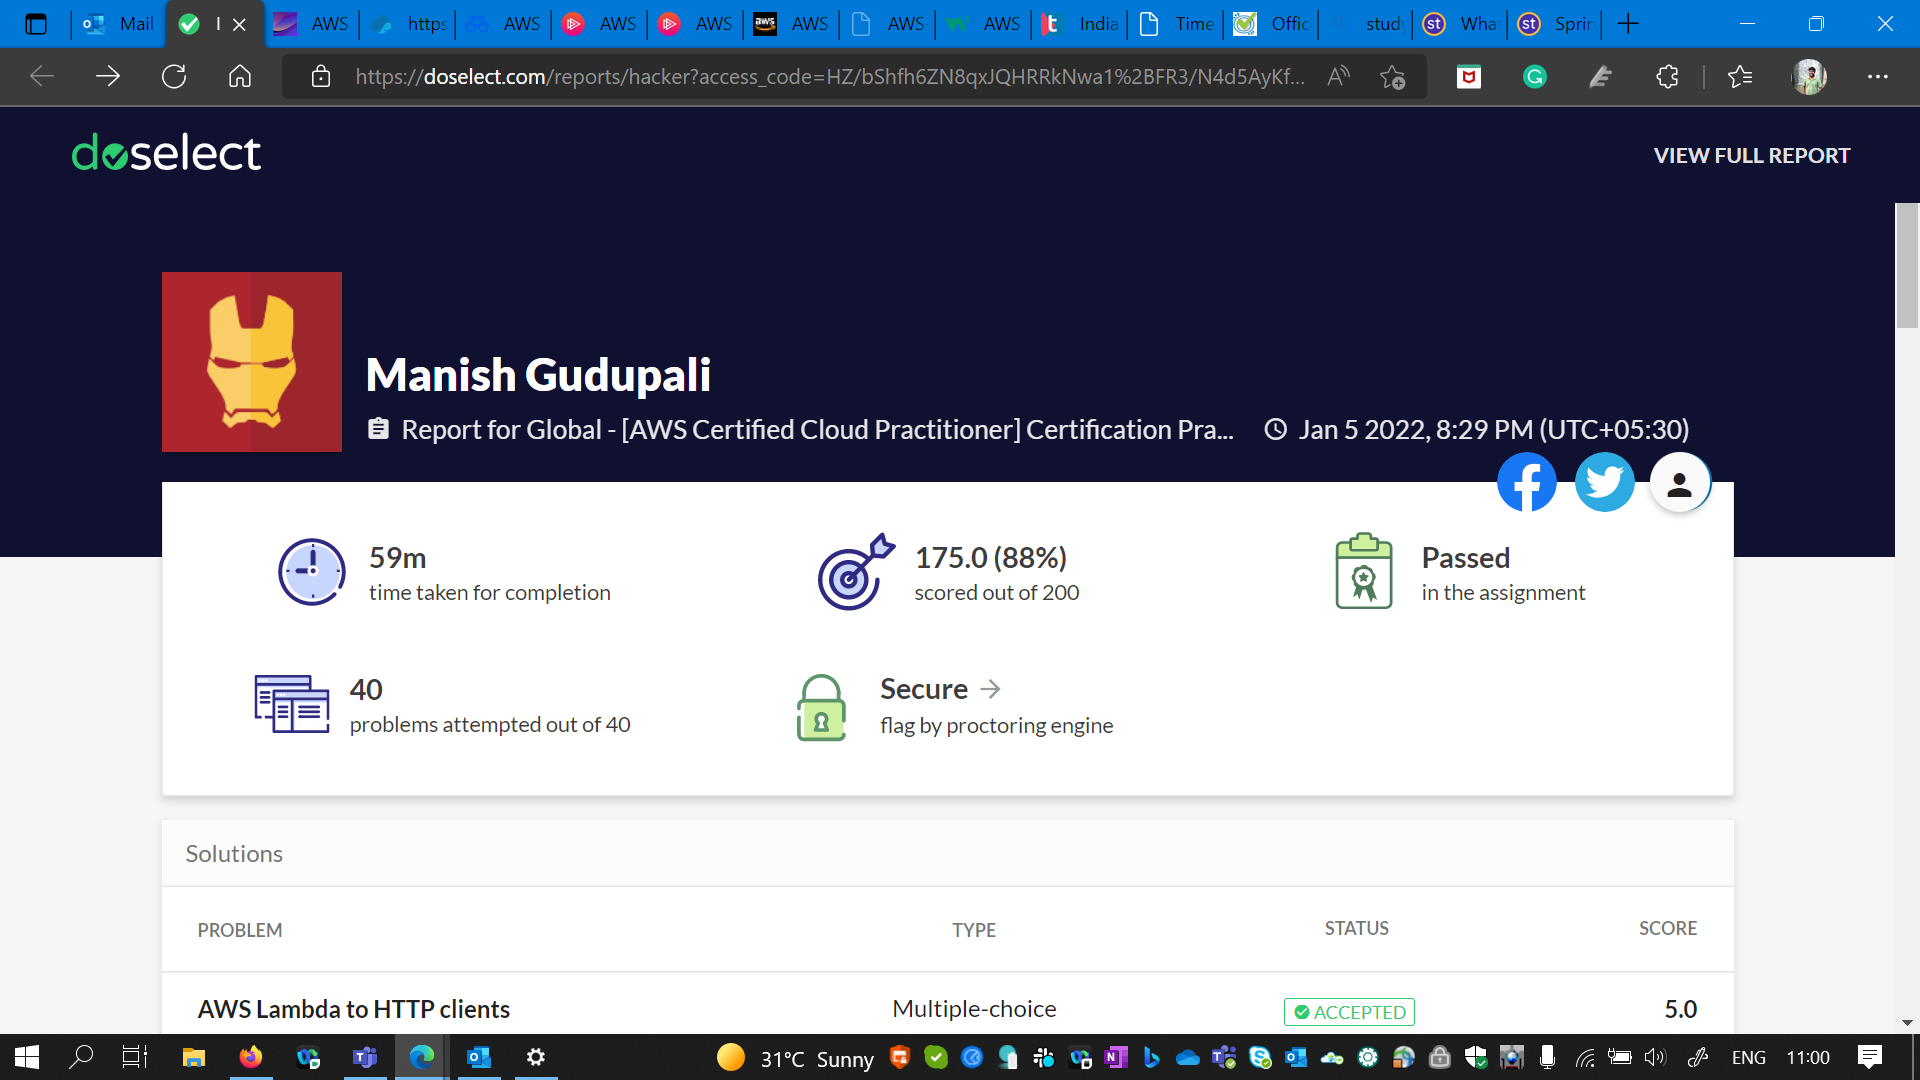 Mail
I
AWS
https
AWS
AWS
AWS
AWS
AWS
AWS
India
Time
Offic
study
What
Sprin
https://doselect.com/reports/hacker?access_code=HZ/bShfh6ZN8qxJQHRRkNwa1%2BFR3/N4d5AyKf...
doselect
VIEW FULL REPORT
Manish Gudupali
Report for Global - [AWS Certified Cloud Practitioner] Certification Pra...
Jan 5 2022, 8:29 PM (UTC+05:30)
59m
time taken for completion
175.0 (88%)
scored out of 200
Passed
in the assignment
40
problems attempted out of 40
Secure
flag by proctoring engine
Solutions
PROBLEM TYPE STATUS SCORE
AWS Lambda to HTTP clients Multiple-choice ACCEPTED 5.0
31°C Sunny ENG 11:00